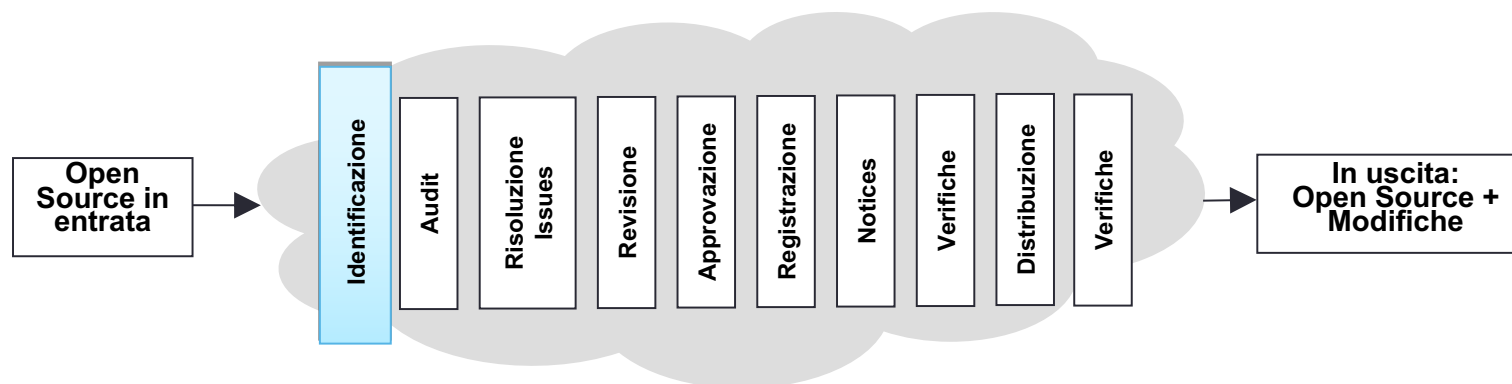 Open
Source in
entrata
Identificazione
Audit
Risoluzione
Issues
Revisione
Approvazione
Registrazione
Notices
Verifiche
Distribuzione
Verifiche
In uscita:
Open Source +
Modifiche